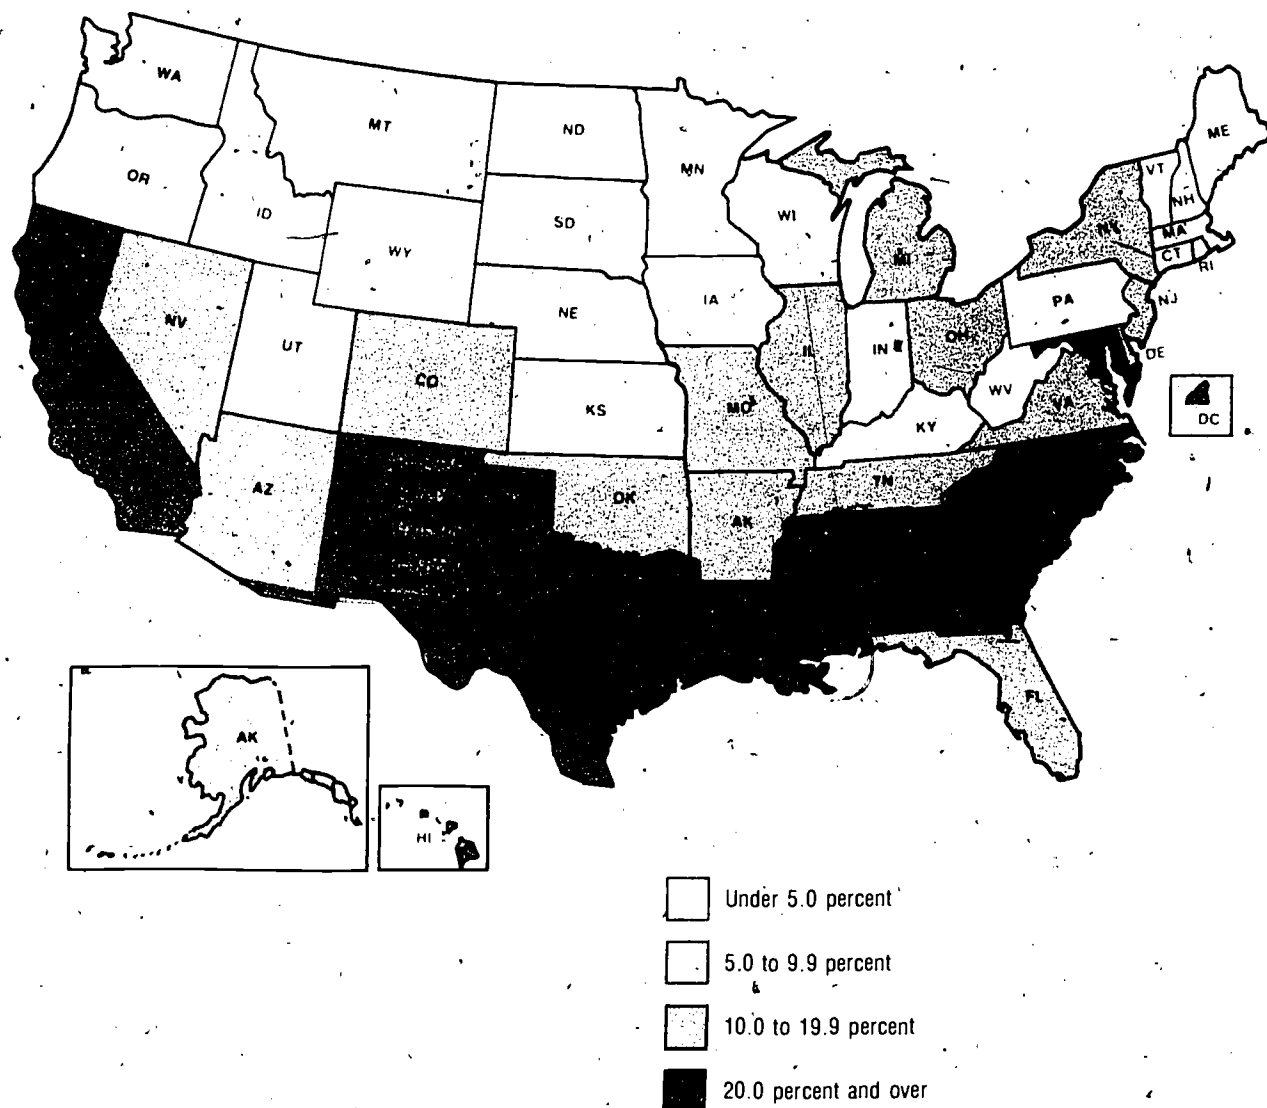 WA
MT
ND
MN
ME
OR
ID
WY
SD
WI
MI
NY
VT
NH
MA
CT
RI
NV
UT
CO
NE
IA
IL
IN
OH
PA
NJ
DE
DC
KS
MO
KY
WV
VA
AZ
OK
AK
TN
FL
AK
HI
Under 5.0 percent
5.0 to 9.9 percent
10.0 to 19.9 percent
20.0 percent and over